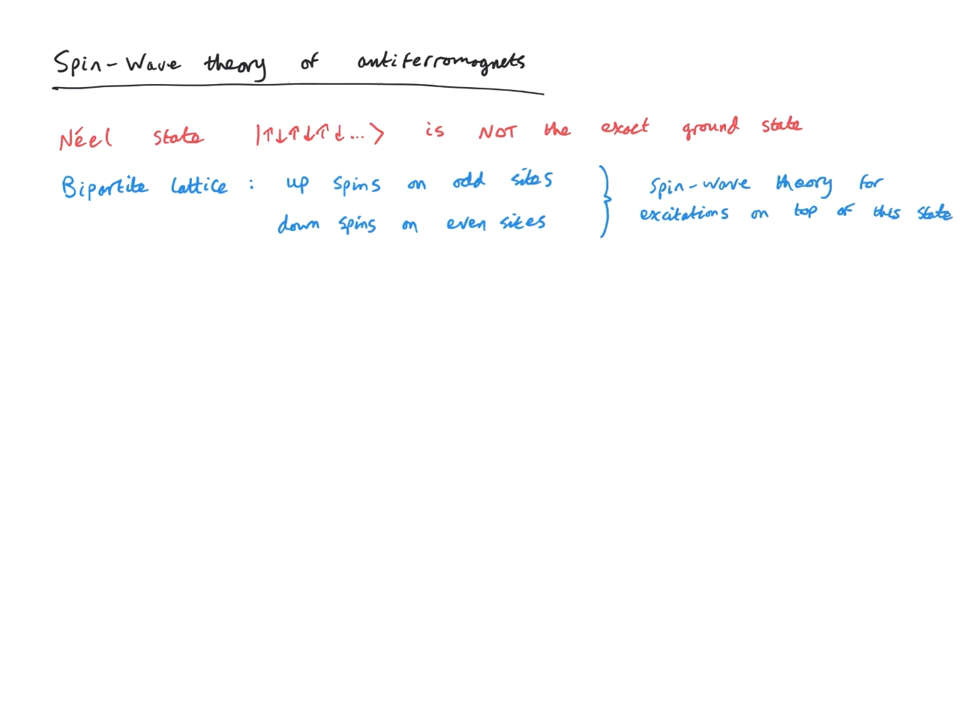 Spin-Wave theory of antiferromagnets
Néel state |↑↓↑↓↑↓...⟩ is NOT the exact ground state
Bipartite lattice : up spins on odd sites
down spins on even sites
Spin-wave theory for
excitations on top of this state